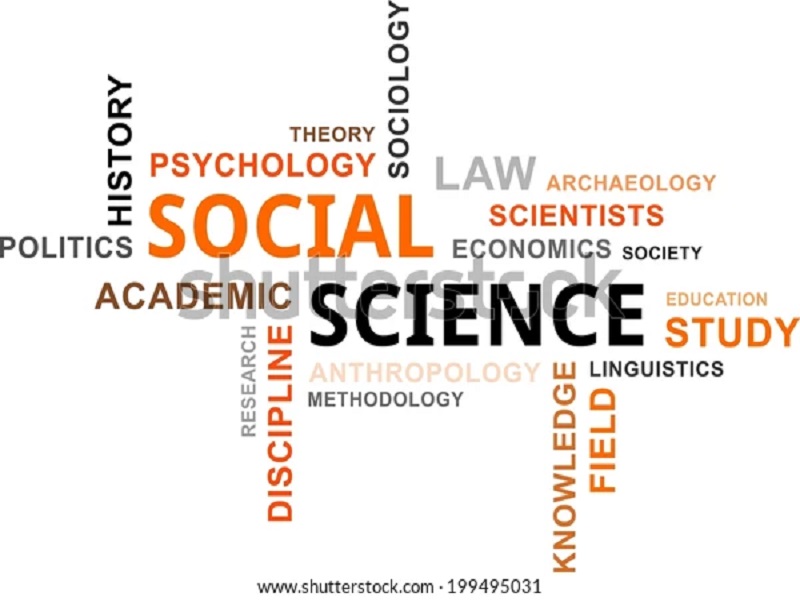 SOCIOLOGY
HISTORY
THEORY
PSYCHOLOGY
LAW
ARCHAEOLOGY
SOCIAL
SCIENTISTS
POLITICS
ECONOMICS
SOCIETY
shutterstock
ACADEMIC
SCIENCE
EDUCATION
STUDY
RESEARCH
DISCIPLINE
ANTHROPOLOGY
LINGUISTICS
METHODOLOGY
KNOWLEDGE
FIELD
www.shutterstock.com · 199495031